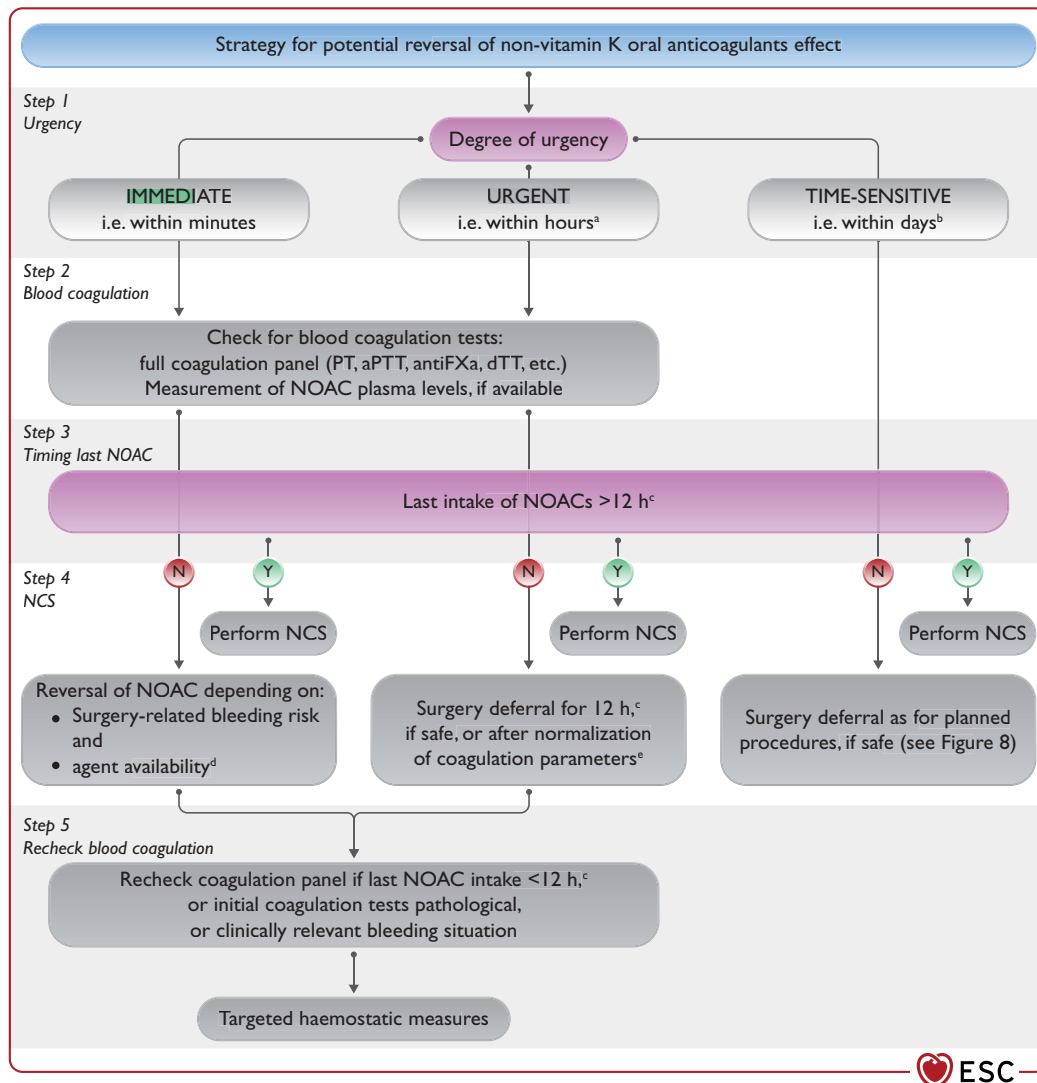 Strategy for potential reversal of non-vitamin K oral anticoagulants effect
Step 1
Urgency
Degree of urgency
IMMEDIATE
i.e. within minutes
URGENT
i.e. within hoursᵃ
TIME-SENSITIVE
i.e. within daysᵇ
Step 2
Blood coagulation
Check for blood coagulation tests:
full coagulation panel (PT, aPTT, antiFXa, dTT, etc.)
Measurement of NOAC plasma levels, if available
Step 3
Timing last NOAC
Last intake of NOACs >12 hᶜ
N
Y
N
Y
N
Y
Step 4
NCS
Perform NCS
Perform NCS
Perform NCS
Reversal of NOAC depending on:
• Surgery-related bleeding risk
and
• agent availabilityᵈ
Surgery deferral for 12 h,ᶜ
if safe, or after normalization
of coagulation parametersᵉ
Surgery deferral as for planned
procedures, if safe (see Figure 8)
Step 5
Recheck blood coagulation
Recheck coagulation panel if last NOAC intake <12 h,ᶜ
or initial coagulation tests pathological,
or clinically relevant bleeding situation
Targeted haemostatic measures
ESC